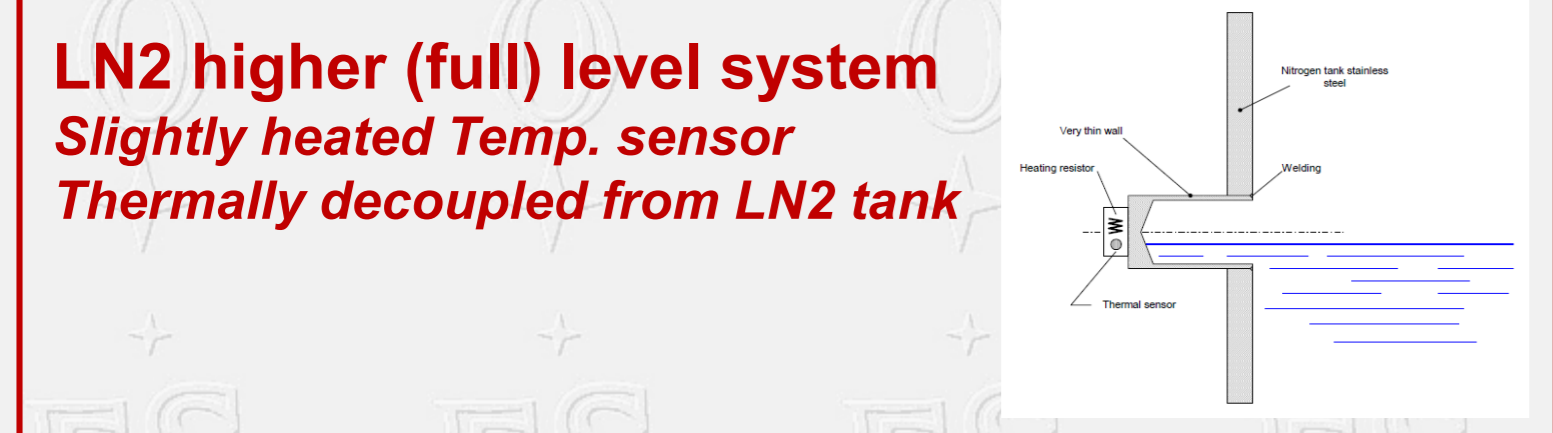 LN2 higher (full) level system
Slightly heated Temp. sensor
Thermally decoupled from LN2 tank
Nitrogen tank stainless
steel
Very thin wall
Heating resistor
Welding
Thermal sensor